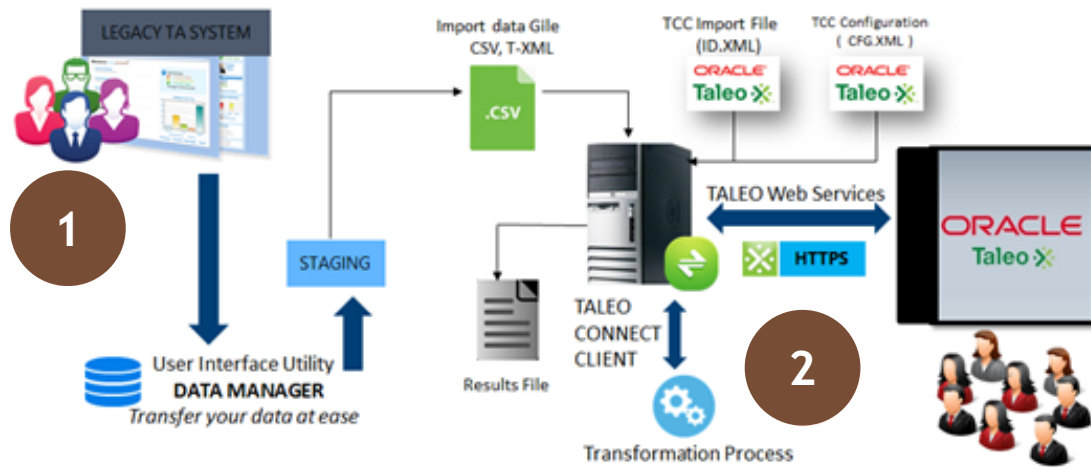 LEGACY TA SYSTEM
1
User Interface Utility
DATA MANAGER
Transfer your data at ease
STAGING
Import data Gile
CSV, T-XML
.CSV
TCC Import File
(ID.XML)
ORACLE
Taleo
TCC Configuration
( CFG.XML )
ORACLE
Taleo
TALEO Web Services
HTTPS
ORACLE
Taleo
TALEO
CONNECT
CLIENT
Results File
2
Transformation Process